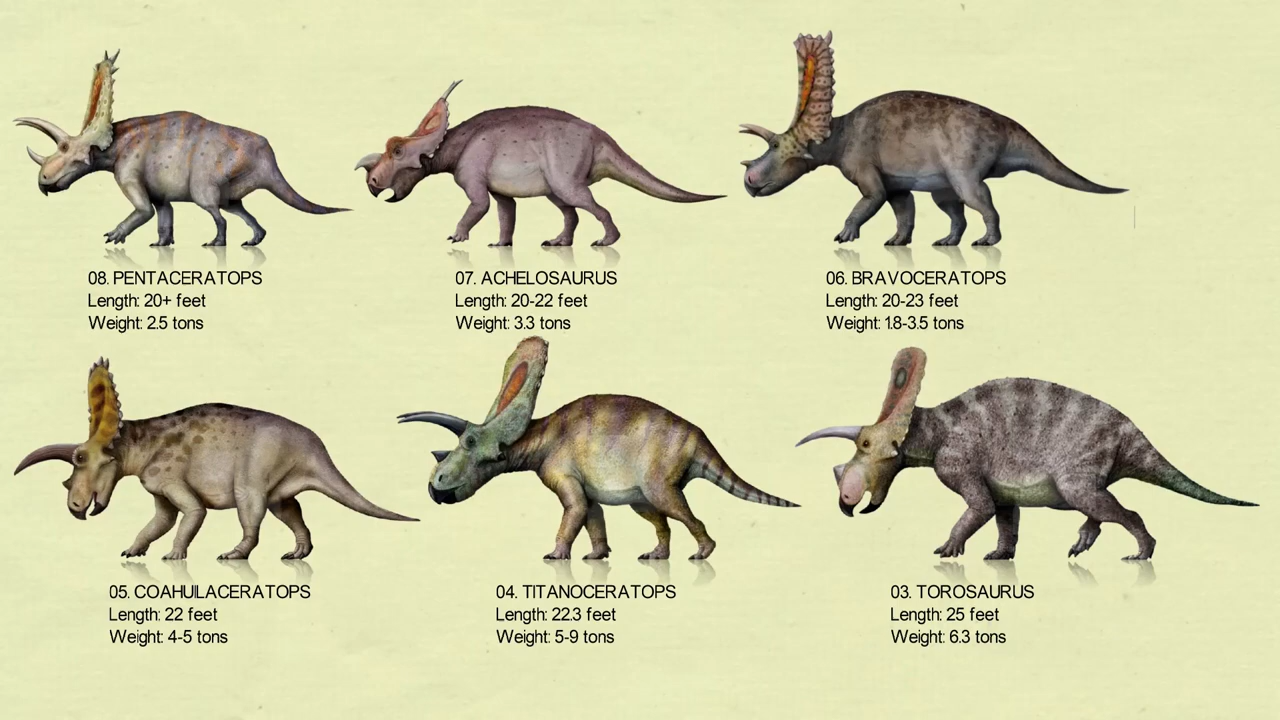 08. PENTACERATOPS
Length: 20+ feet
Weight: 2.5 tons
07. ACHELOSAURUS
Length: 20-22 feet
Weight: 3.3 tons
06. BRAVOCERATOPS
Length: 20-23 feet
Weight: 1.8-3.5 tons
05. COAHULACERATOPS
Length: 22 feet
Weight: 4-5 tons
04. TITANOCERATOPS
Length: 22.3 feet
Weight: 5-9 tons
03. TOROSAURUS
Length: 25 feet
Weight: 6.3 tons